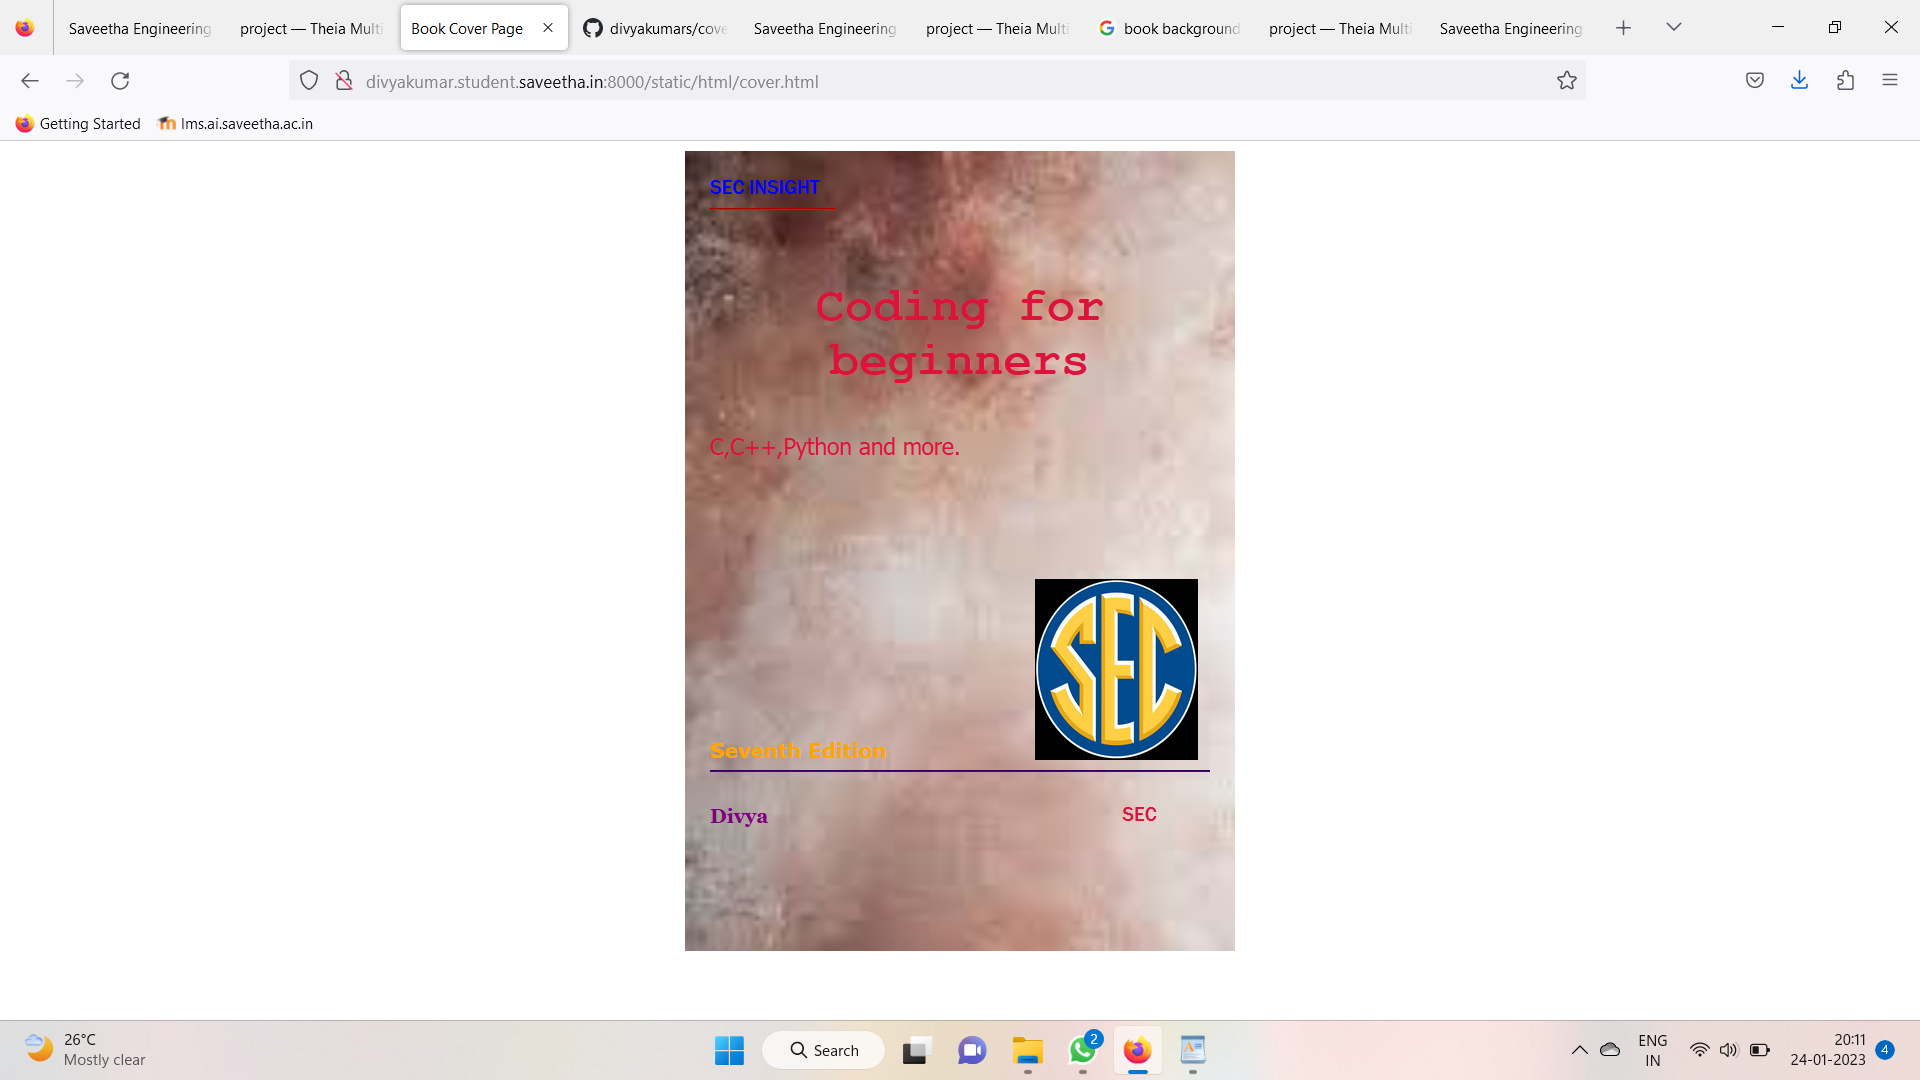 Saveetha Engineering
project — Theia Multi
Book Cover Page
divyakumars/cove
Saveetha Engineering
project — Theia Multi
book background
project — Theia Multi
Saveetha Engineering
divyakumar.student.saveetha.in:8000/static/html/cover.html
Getting Started
lms.ai.saveetha.ac.in
SEC INSIGHT
Coding for
beginners
C,C++,Python and more.
SEC
Seventh Edition
Divya
SEC
26°C
Mostly clear
Search
2
ENG
IN
20:11
24-01-2023
4